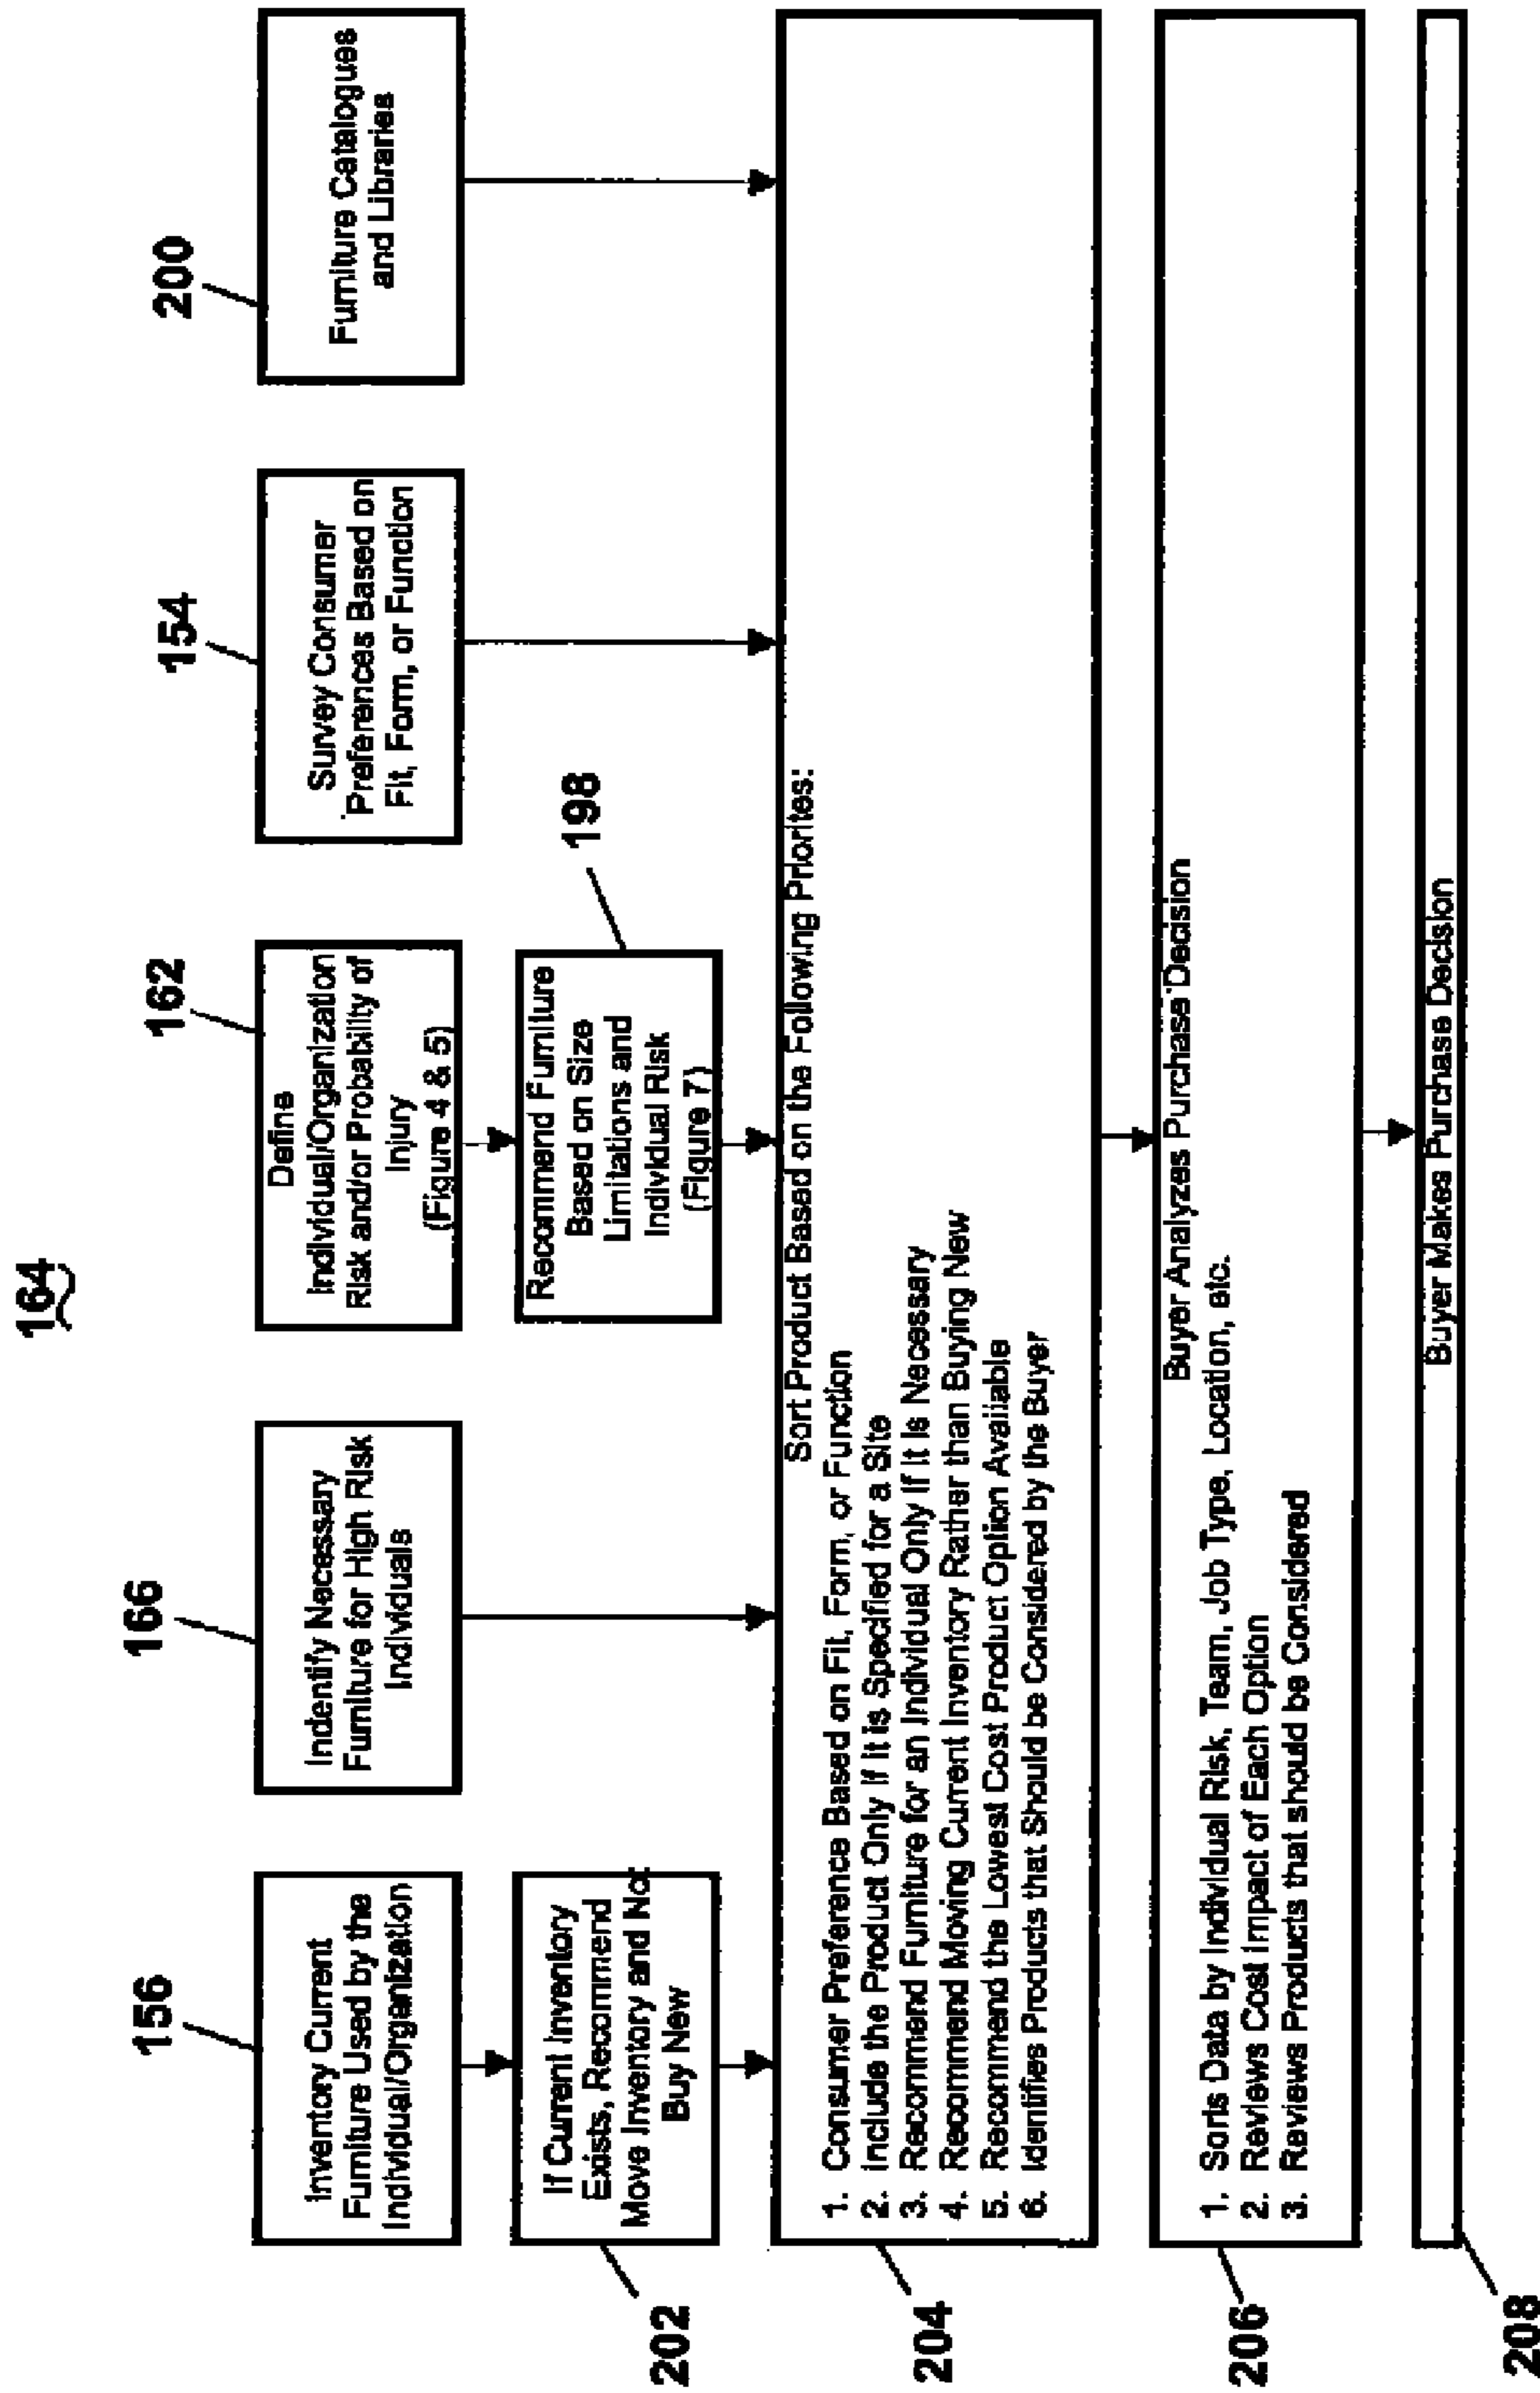 164
156
Inventory Current
Furniture Used by the
Individual/Organization
166
Indentify Necessary
Furniture for High Risk
Individuals
162
Define
Individual/Organization
Risk and/or Probability of
Injury
(Figure 4 & 5)
154
Survey Consumer
Preferences Based on
Fit, Form, or Function
200
Furniture Catalogues
and Libraries
202
If Current Inventory
Exists, Recommend
Move Inventory and Not
Buy New
198
Recommend Furniture
Based on Size
Limitations and
Individual Risk
(Figure 7)
204
Sort Product Based on the Following Priorites:
1. Consumer Preference Based on Fit, Form, or Function
2. Include the Product Only If it is Specified for a Site
3. Recommend Furniture for an Individual Only If It Is Necessary
4. Recommend Moving Current Inventory Rather than Buying New
5. Recommend the Lowest Cost Product Option Available
6. Identifies Products that Should be Considered by the Buyer
206
Buyer Analyzes Purchase Decision
1. Sorts Data by Individual Risk, Team, Job Type, Location, etc.
2. Reviews Cost Impact of Each Option
3. Reviews Products that should be Considered
208
Buyer Makes Purchase Decision